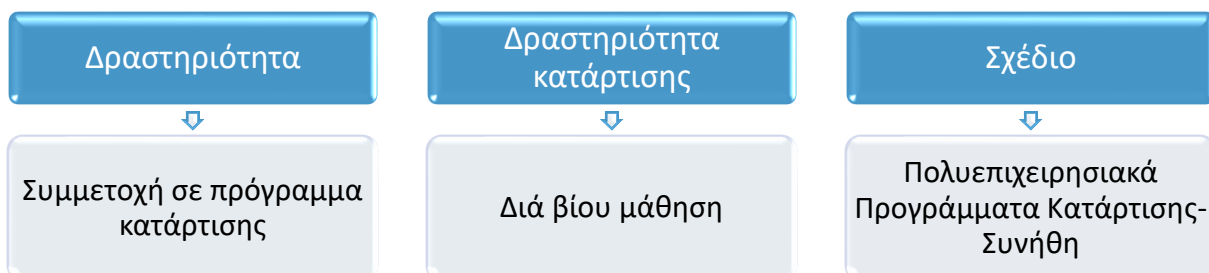 Δραστηριότητα
Συμμετοχή σε πρόγραμμα
κατάρτισης
Δραστηριότητα
κατάρτισης
Διά βίου μάθηση
Σχέδιο
Πολυεπιχειρησιακά
Προγράμματα Κατάρτισης-
Συνήθη